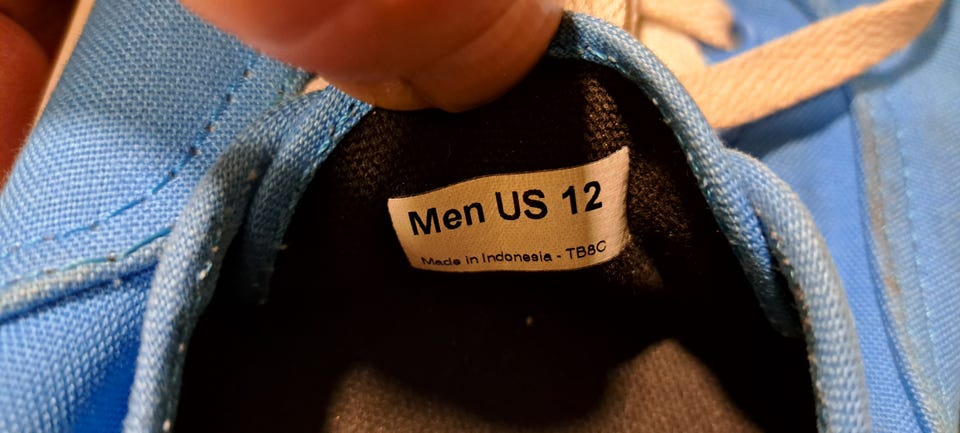 Men US 12
Made in Indonesia - TB8C